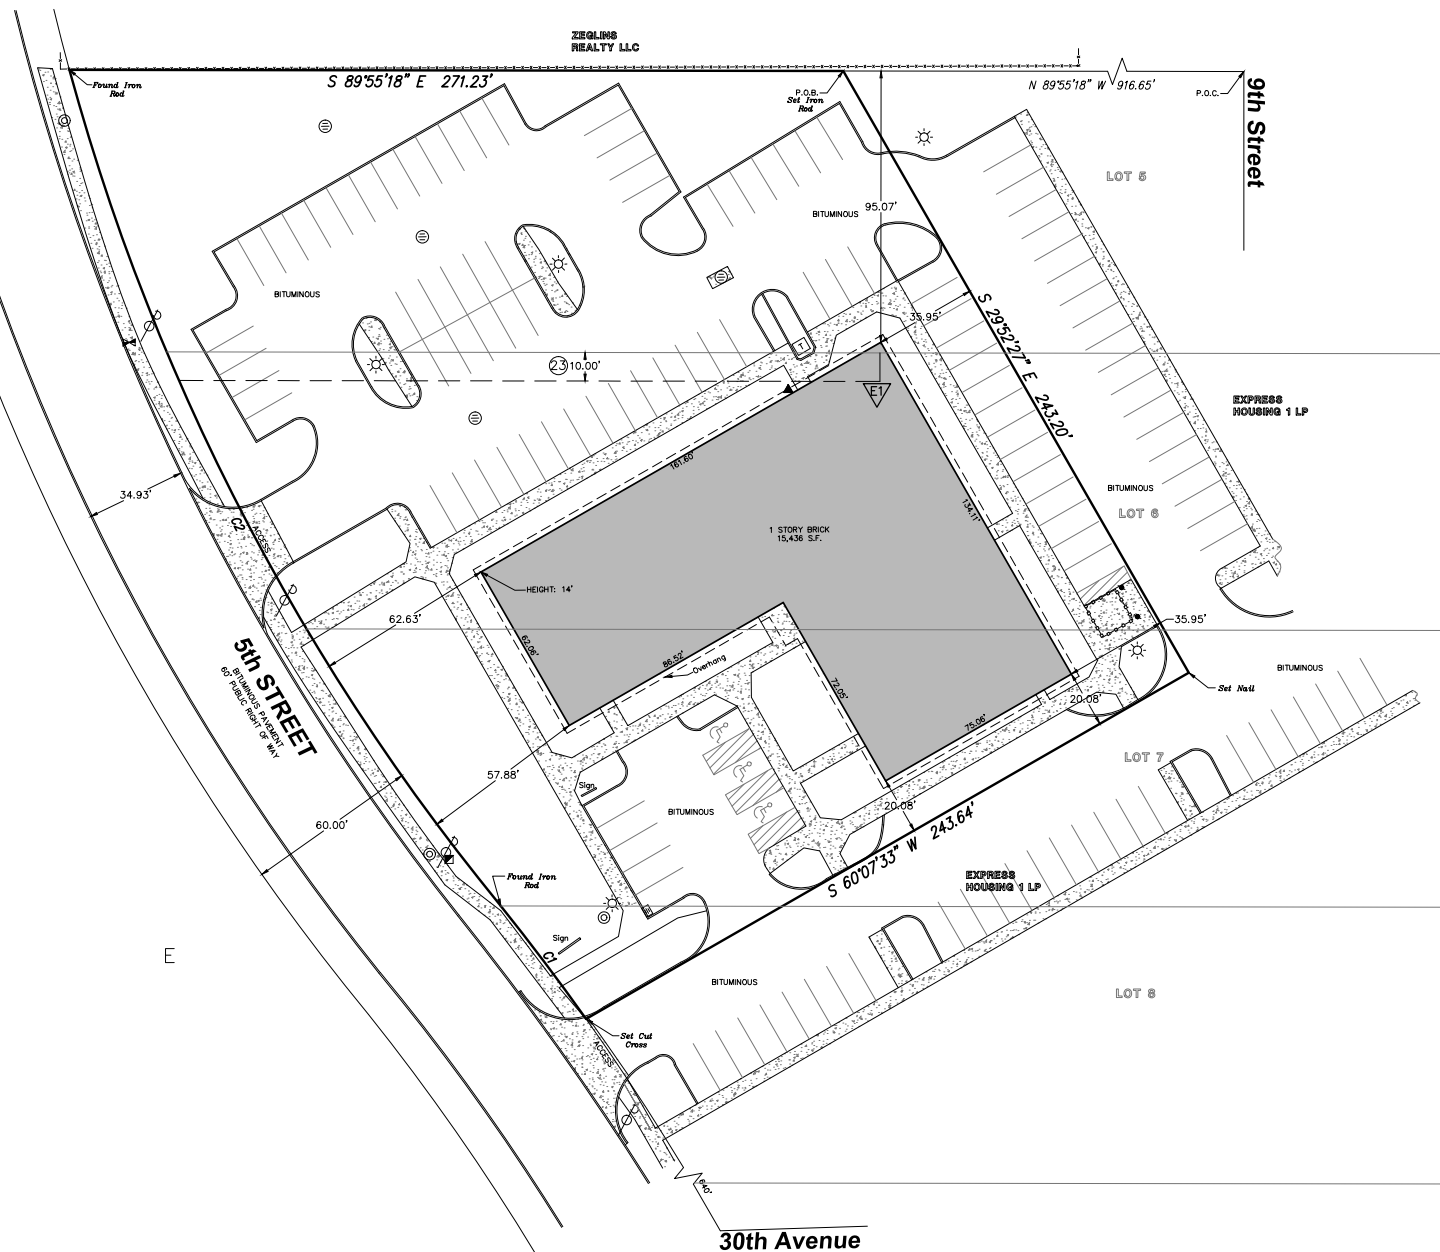 ZEGLINS
REALTY LLC
S 89°55'18" E 271.23'
Found Iron
Rod
P.O.B.
Set Iron
Rod
N 89°55'18" W 916.65'
P.O.C.
9th Street
LOT 5
BITUMINOUS
95.07'
BITUMINOUS
35.95'
S 29°52'27" E 243.20'
23
10.00'
E1
T
EXPRESS
HOUSING 1 LP
161.60'
34.93'
BITUMINOUS
LOT 6
134.11'
C2
ACCESS
1 STORY BRICK
15,436 S.F.
HEIGHT: 14'
62.63'
35.95'
62.06'
86.52'
Overhang
5th STREET
BITUMINOUS PAVEMENT
60' PUBLIC RIGHT OF WAY
BITUMINOUS
72.05'
Set Nail
20.08'
75.06'
57.88'
LOT 7
Sign
20.08'
BITUMINOUS
60.00'
S 60°07'33" W 243.64'
Found Iron
Rod
EXPRESS
HOUSING 1 LP
Sign
C1
E
BITUMINOUS
LOT 8
Set Cut
Cross
ACCESS
640'
30th Avenue